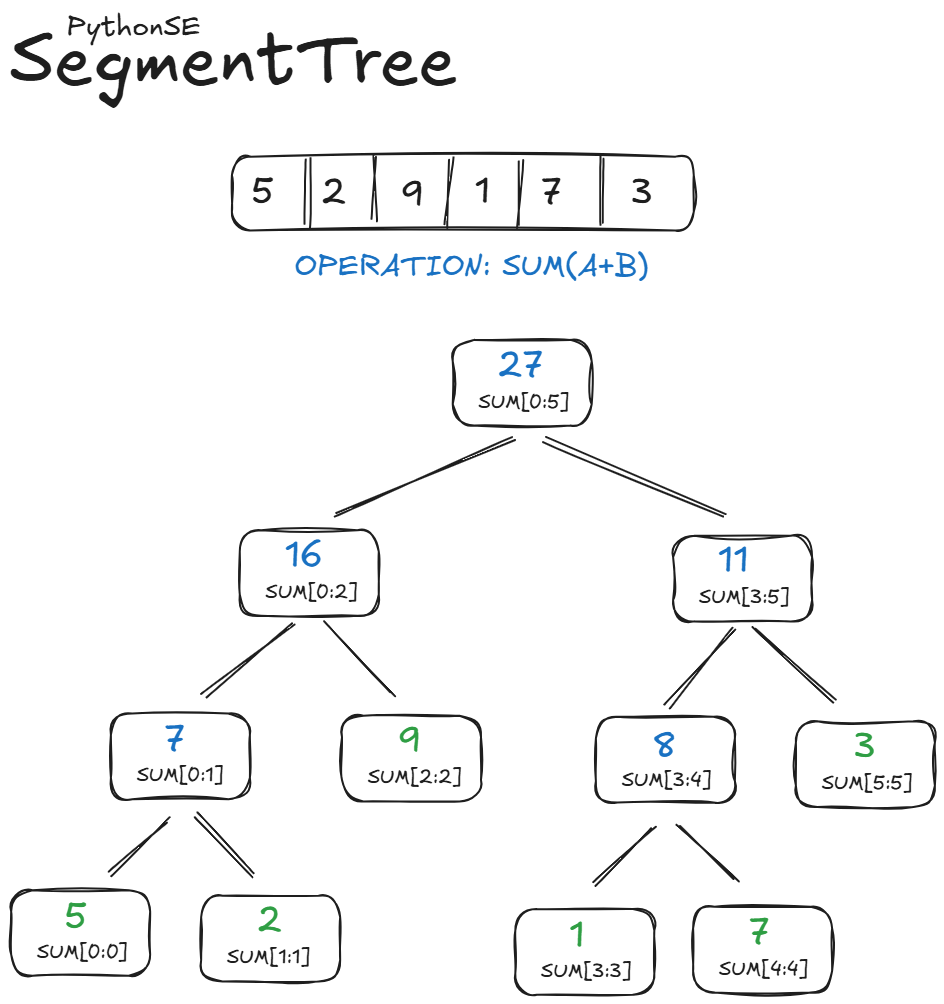 PythonSE
SegmentTree
5 2 9 1 7 3
OPERATION: SUM(A+B)
27
SUM[0:5]
16
SUM[0:2]
11
SUM[3:5]
7
SUM[0:1]
9
SUM[2:2]
8
SUM[3:4]
3
SUM[5:5]
5
SUM[0:0]
2
SUM[1:1]
1
SUM[3:3]
7
SUM[4:4]